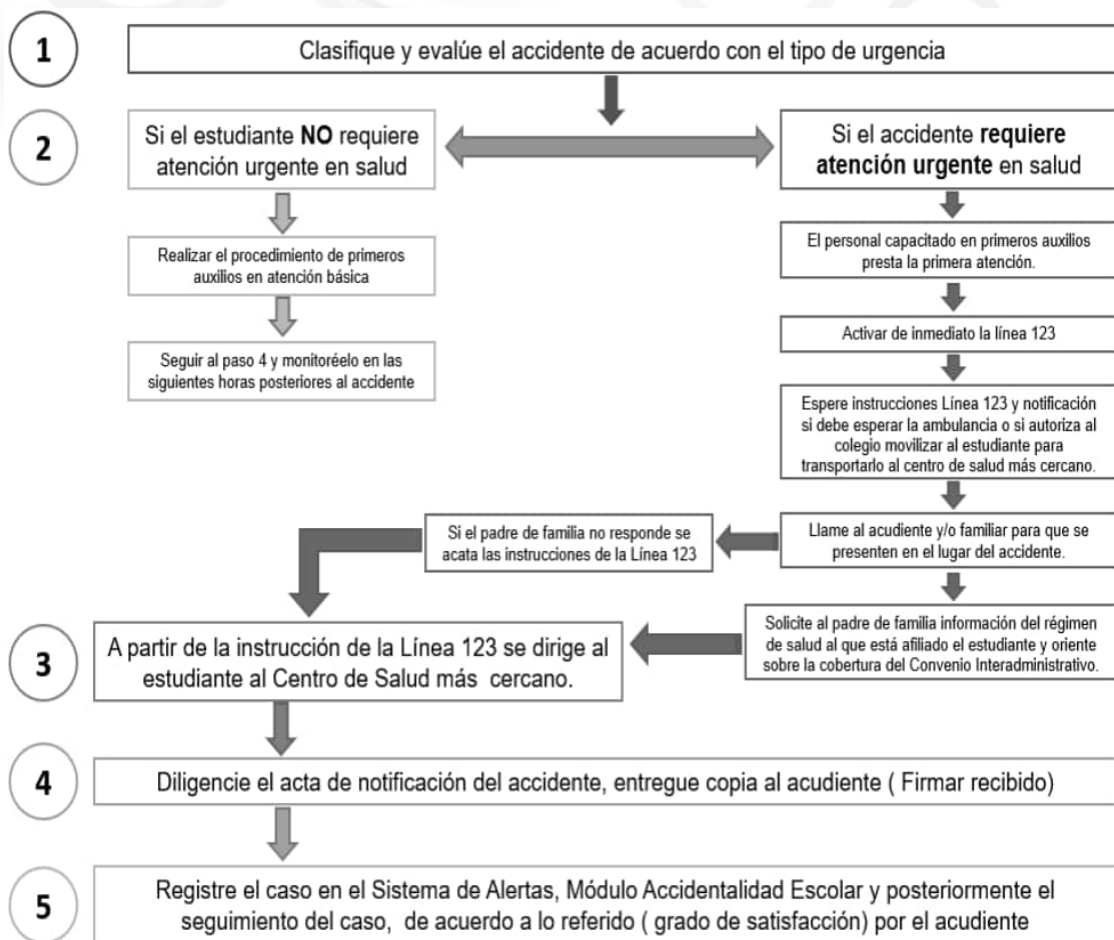 1
Clasifique y evalúe el accidente de acuerdo con el tipo de urgencia
2
Si el estudiante NO requiere
atención urgente en salud
Si el accidente requiere
atención urgente en salud
Realizar el procedimiento de primeros
auxilios en atención básica
Seguir al paso 4 y monitoréelo en las
siguientes horas posteriores al accidente
El personal capacitado en primeros auxilios
presta la primera atención.
Activar de inmediato la línea 123
Espere instrucciones Línea 123 y notificación
si debe esperar la ambulancia o si autoriza al
colegio movilizar al estudiante para
transportarlo al centro de salud más cercano.
Llame al acudiente y/o familiar para que se
presenten en el lugar del accidente.
Si el padre de familia no responde se
acata las instrucciones de la Línea 123
Solicite al padre de familia información del régimen
de salud al que está afiliado el estudiante y oriente
sobre la cobertura del Convenio Interadministrativo.
3
A partir de la instrucción de la Línea 123 se dirige al
estudiante al Centro de Salud más cercano.
4
Diligencie el acta de notificación del accidente, entregue copia al acudiente ( Firmar recibido)
5
Registre el caso en el Sistema de Alertas, Módulo Accidentalidad Escolar y posteriormente el
seguimiento del caso, de acuerdo a lo referido ( grado de satisfacción) por el acudiente